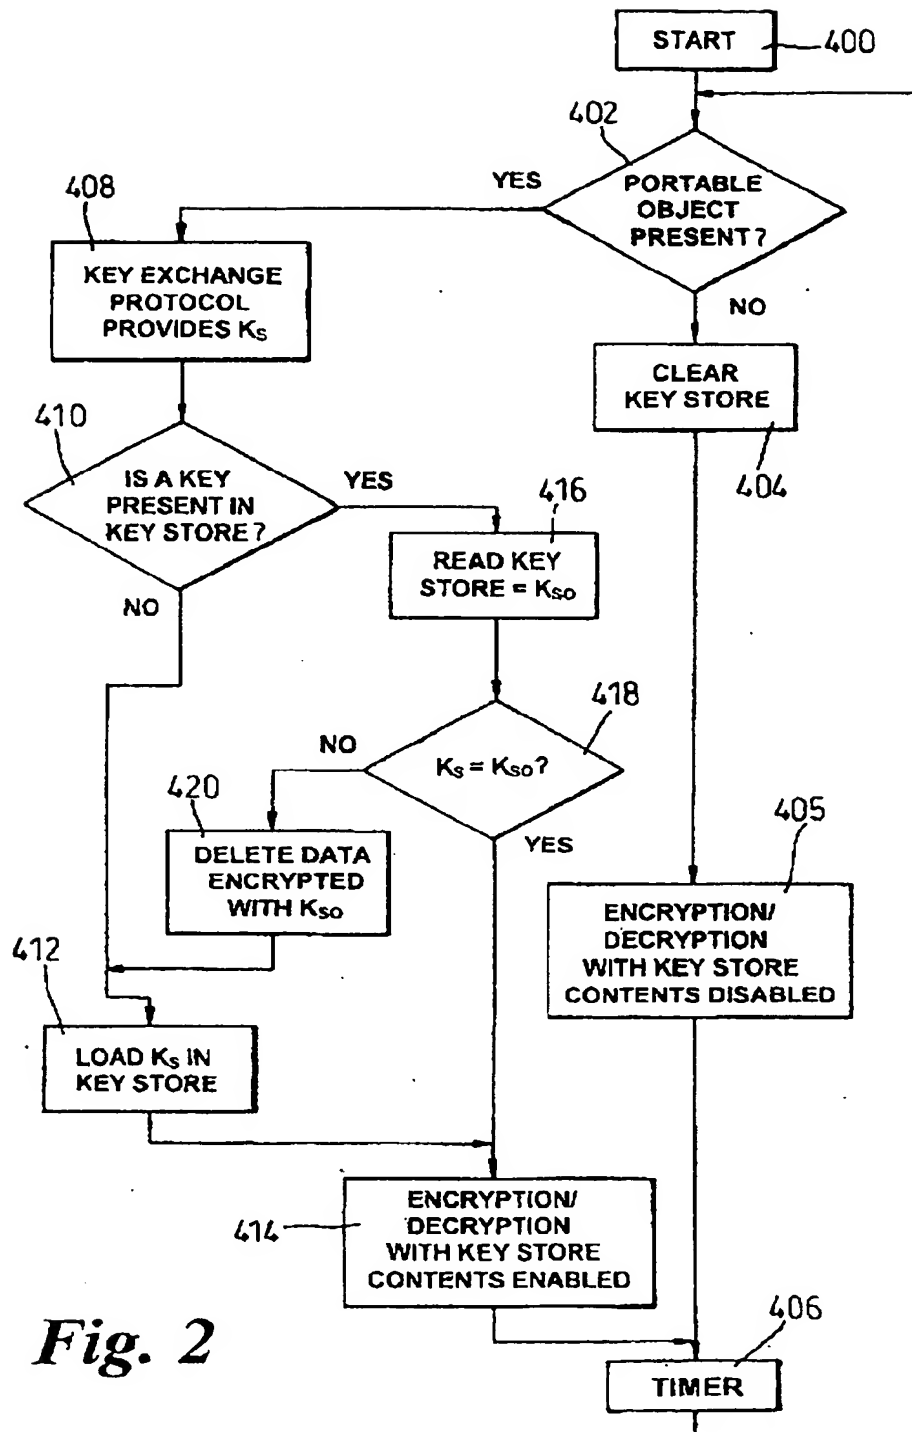 START
400
402
PORTABLE
OBJECT
PRESENT?
YES
408
KEY EXCHANGE
PROTOCOL
PROVIDES KS
NO
CLEAR
KEY STORE
404
410
IS A KEY
PRESENT IN
KEY STORE?
YES
416
READ KEY
STORE = KSO
NO
418
KS = KSO?
NO
YES
420
DELETE DATA
ENCRYPTED
WITH KSO
405
ENCRYPTION/
DECRYPTION
WITH KEY STORE
CONTENTS DISABLED
412
LOAD KS IN
KEY STORE
414
ENCRYPTION/
DECRYPTION
WITH KEY STORE
CONTENTS ENABLED
406
TIMER
Fig. 2